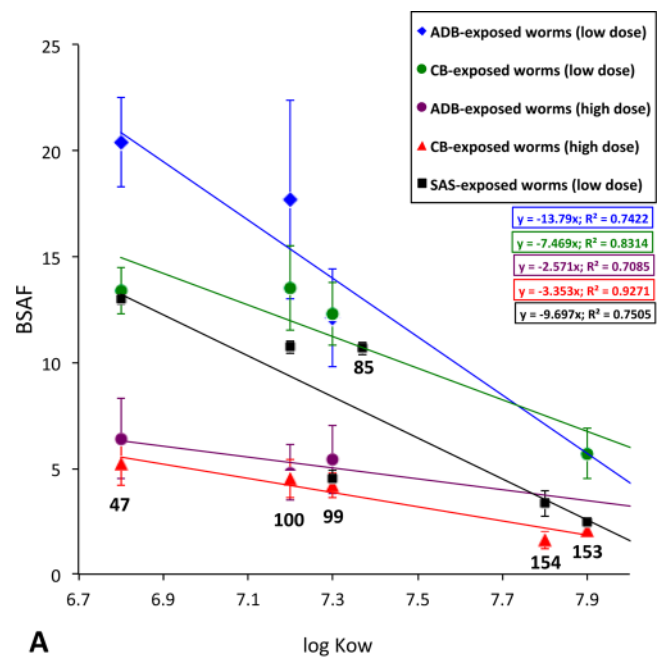 ADB-exposed worms (low dose)
CB-exposed worms (low dose)
ADB-exposed worms (high dose)
CB-exposed worms (high dose)
SAS-exposed worms (low dose)
y = -13.79x; R² = 0.7422
y = -7.469x; R² = 0.8314
y = -2.571x; R² = 0.7085
y = -3.353x; R² = 0.9271
y = -9.697x; R² = 0.7505
25
20
15
10
5
0
BSAF
85
47
100
99
154
153
6.7 6.9 7.1 7.3 7.5 7.7 7.9
A
log Kow